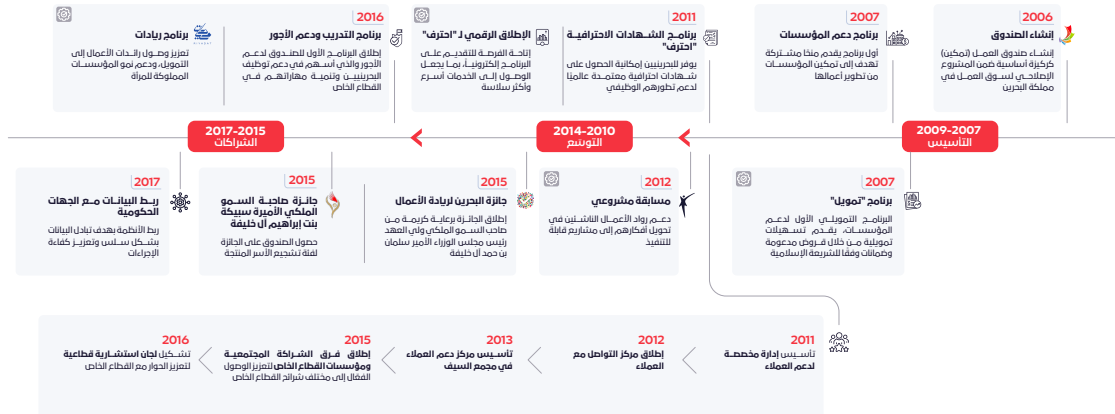 2006
إنشاء الصندوق
إنشاء صندوق العمل (تمكين)
كركيزة أساسية ضمن المشروع
الإصلاحي لسوق العمل في
مملكة البحرين
2007
برنامج دعم المؤسسات
أول برنامج يقدم منحًا مشتركة
تهدف إلى تمكين المؤسسات
من تطوير أعمالها
2011
برنامج الشهادات الاحترافية
"احترف"
يوفر للبحرينيين إمكانية الحصول على
شهادات احترافية معتمدة عالميًا
لدعم تطورهم الوظيفي
الإطلاق الرقمي لـ "احترف"
إتاحة الفرصة للتقديم على
البرنامج إلكترونيًا، بما يجعل
الوصول إلى الخدمات أسرع
وأكثر سلاسة
2016
برنامج التدريب ودعم الأجور
إطلاق البرنامج الأول للصندوق لدعم
الأجور والذي أسهم في دعم توظيف
البحرينيين وتنمية مهاراتهم في
القطاع الخاص
برنامج ريادات
تعزيز وصول رائدات الأعمال إلى
التمويل، ودعم نمو المؤسسات
المملوكة للمرأة
2009-2007
التأسيس
2014-2010
التوسع
2017-2015
الشراكات
2007
برنامج "تمويل"
البرنامج التمويلي الأول لدعم
المؤسسات، يقدم تسهيلات
تمويلية من خلال قروض مدعومة
وضمانات وفقًا للشريعة الإسلامية
2012
مسابقة مشروعي
دعم رواد الأعمال الناشئين في
تحويل أفكارهم إلى مشاريع قابلة
للتنفيذ
2015
جائزة البحرين لريادة الأعمال
إطلاق الجائزة برعاية كريمة من
صاحب السمو الملكي ولي العهد
رئيس مجلس الوزراء الأمير سلمان
بن حمد آل خليفة
2015
جائزة صاحبة السمو
الملكي الأميرة سبيكة
بنت إبراهيم آل خليفة
حصول الصندوق على الجائزة
لفئة تشجيع الأسر المنتجة
2017
ربط البيانات مع الجهات
الحكومية
ربط الأنظمة بهدف تبادل البيانات
بشكل سلس وتعزيز كفاءة
الإجراءات
2011
تأسيس إدارة مخصصة
لدعم العملاء
2012
إطلاق مركز التواصل مع
العملاء
2013
تأسيس مركز دعم العملاء
في مجمع السيف
2015
إطلاق فرق الشراكة المجتمعية
ومؤسسات القطاع الخاص لتعزيز الوصول
الفعال إلى مختلف شرائح القطاع الخاص
2016
تشكيل لجان استشارية قطاعية
لتعزيز الحوار مع القطاع الخاص